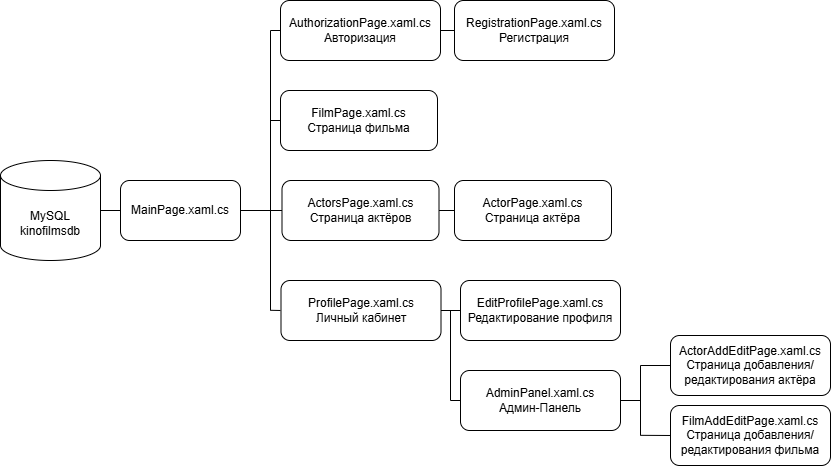 AuthorizationPage.xaml.cs
Авторизация
RegistrationPage.xaml.cs
Регистрация
FilmPage.xaml.cs
Страница фильма
MySQL
kinofilmsdb
MainPage.xaml.cs
ActorsPage.xaml.cs
Страница актёров
ActorPage.xaml.cs
Страница актёра
ProfilePage.xaml.cs
Личный кабинет
EditProfilePage.xaml.cs
Редактирование профиля
AdminPanel.xaml.cs
Админ-Панель
ActorAddEditPage.xaml.cs
Страница добавления/
редактирования актёра
FilmAddEditPage.xaml.cs
Страница добавления/
редактирования фильма